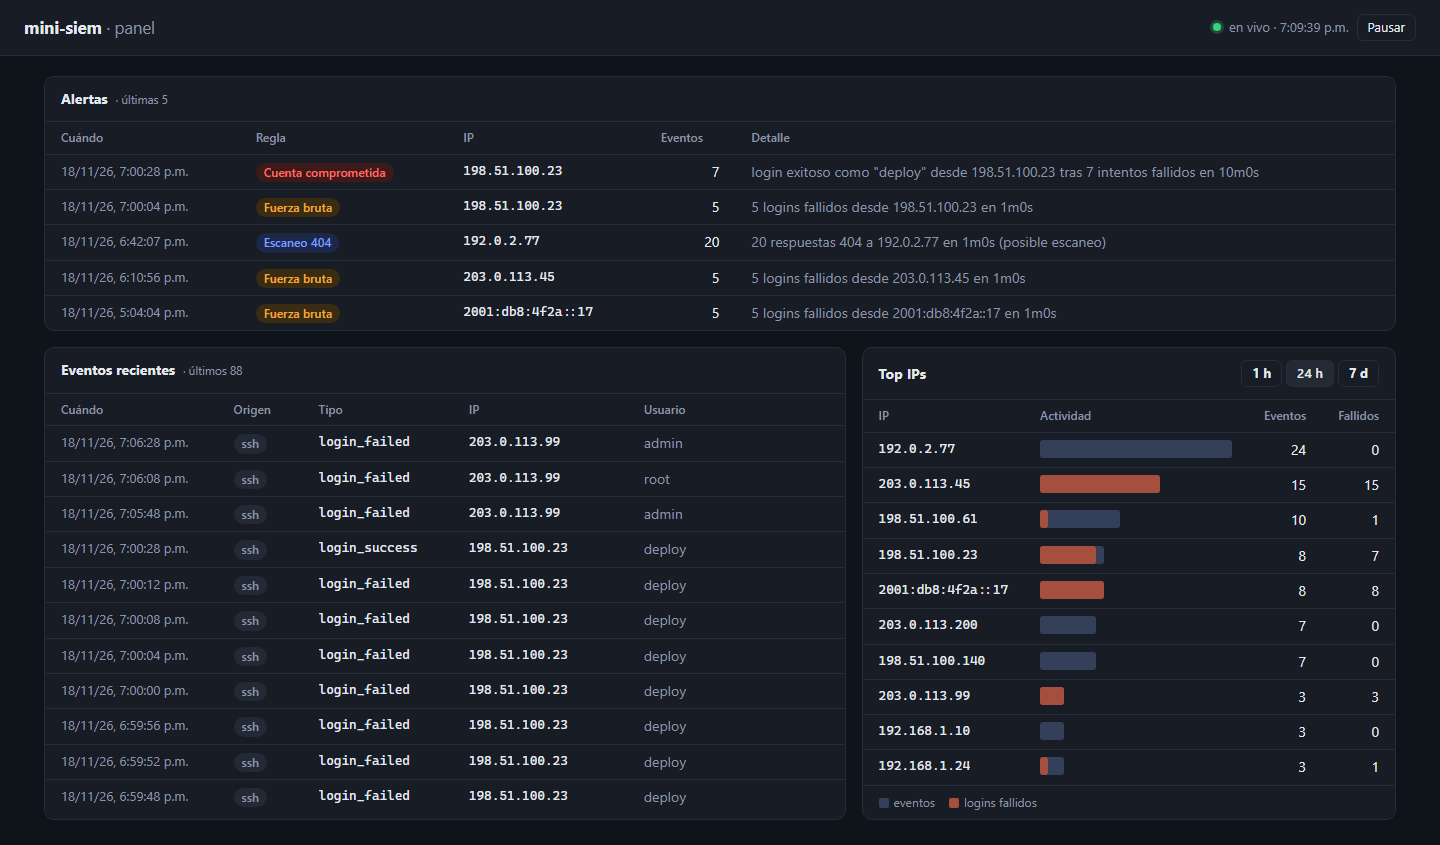 mini-siem · panel
en vivo · 7:09:39 p.m. Pausar
Alertas · últimas 5
Cuándo Regla IP Eventos Detalle
18/11/26, 7:00:28 p.m. Cuenta comprometida 198.51.100.23 7 login exitoso como "deploy" desde 198.51.100.23 tras 7 intentos fallidos en 10m0s
18/11/26, 7:00:04 p.m. Fuerza bruta 198.51.100.23 5 5 logins fallidos desde 198.51.100.23 en 1m0s
18/11/26, 6:42:07 p.m. Escaneo 404 192.0.2.77 20 20 respuestas 404 a 192.0.2.77 en 1m0s (posible escaneo)
18/11/26, 6:10:56 p.m. Fuerza bruta 203.0.113.45 5 5 logins fallidos desde 203.0.113.45 en 1m0s
18/11/26, 5:04:04 p.m. Fuerza bruta 2001:db8:4f2a::17 5 5 logins fallidos desde 2001:db8:4f2a::17 en 1m0s
Eventos recientes · últimos 88
Cuándo Origen Tipo IP Usuario
18/11/26, 7:06:28 p.m. ssh login_failed 203.0.113.99 admin
18/11/26, 7:06:08 p.m. ssh login_failed 203.0.113.99 root
18/11/26, 7:05:48 p.m. ssh login_failed 203.0.113.99 admin
18/11/26, 7:00:28 p.m. ssh login_success 198.51.100.23 deploy
18/11/26, 7:00:12 p.m. ssh login_failed 198.51.100.23 deploy
18/11/26, 7:00:08 p.m. ssh login_failed 198.51.100.23 deploy
18/11/26, 7:00:04 p.m. ssh login_failed 198.51.100.23 deploy
18/11/26, 7:00:00 p.m. ssh login_failed 198.51.100.23 deploy
18/11/26, 6:59:56 p.m. ssh login_failed 198.51.100.23 deploy
18/11/26, 6:59:52 p.m. ssh login_failed 198.51.100.23 deploy
18/11/26, 6:59:48 p.m. ssh login_failed 198.51.100.23 deploy
Top IPs 1 h 24 h 7 d
IP Actividad Eventos Fallidos
192.0.2.77 24 0
203.0.113.45 15 15
198.51.100.61 10 1
198.51.100.23 8 7
2001:db8:4f2a::17 8 8
203.0.113.200 7 0
198.51.100.140 7 0
203.0.113.99 3 3
192.168.1.10 3 0
192.168.1.24 3 1
eventos logins fallidos